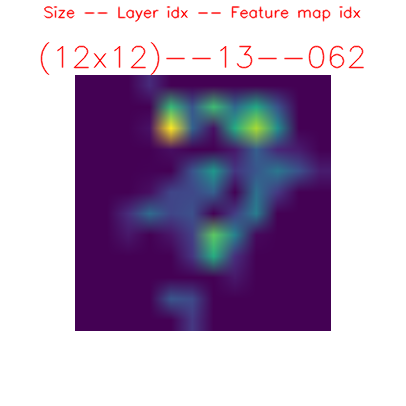 Size -- Layer idx -- Feature map idx
(12x12)--13--062